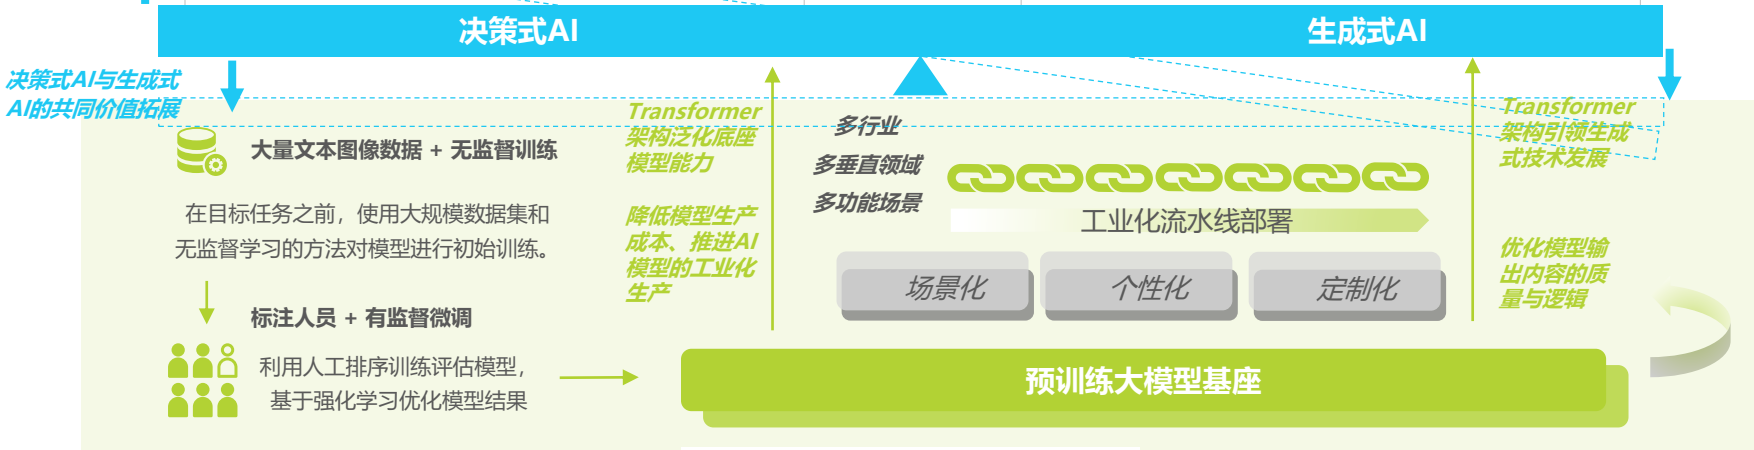 决策式AI
生成式AI
决策式AI与生成式
AI的共同价值拓展
大量文本图像数据 + 无监督训练
在目标任务之前，使用大规模数据集和
无监督学习的方法对模型进行初始训练。
标注人员 + 有监督微调
利用人工排序训练评估模型，
基于强化学习优化模型结果
Transformer
架构泛化底座
模型能力
降低模型生产
成本、推进AI
模型的工业化
生产
多行业
多垂直领域
多功能场景
工业化流水线部署
场景化
个性化
定制化
Transformer
架构引领生成
式技术发展
优化模型输
出内容的质
量与逻辑
预训练大模型基座